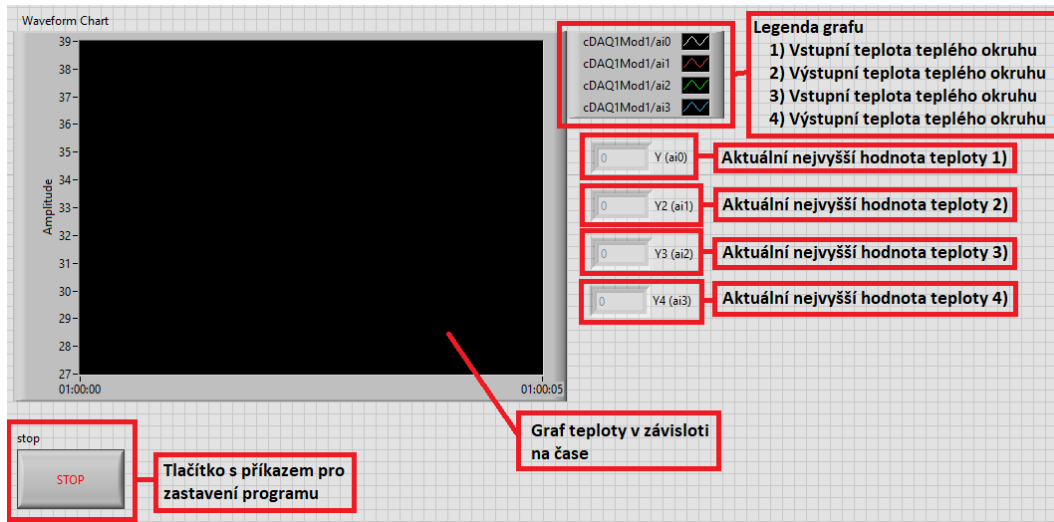 Waveform Chart
39
38
37
36
35
34
33
32
31
30
29
28
27
Amplitude
01:00:00
01:00:05
cDAQ1Mod1/ai0
cDAQ1Mod1/ai1
cDAQ1Mod1/ai2
cDAQ1Mod1/ai3
Legenda grafu
1) Vstupní teplota teplého okruhu
2) Výstupní teplota teplého okruhu
3) Vstupní teplota teplého okruhu
4) Výstupní teplota teplého okruhu
0 Y (ai0)
Aktuální nejvyšší hodnota teploty 1)
0 Y2 (ai1)
Aktuální nejvyšší hodnota teploty 2)
0 Y3 (ai2)
Aktuální nejvyšší hodnota teploty 3)
0 Y4 (ai3)
Aktuální nejvyšší hodnota teploty 4)
Graf teploty v závisloti
na čase
stop
STOP
Tlačítko s příkazem pro
zastavení programu